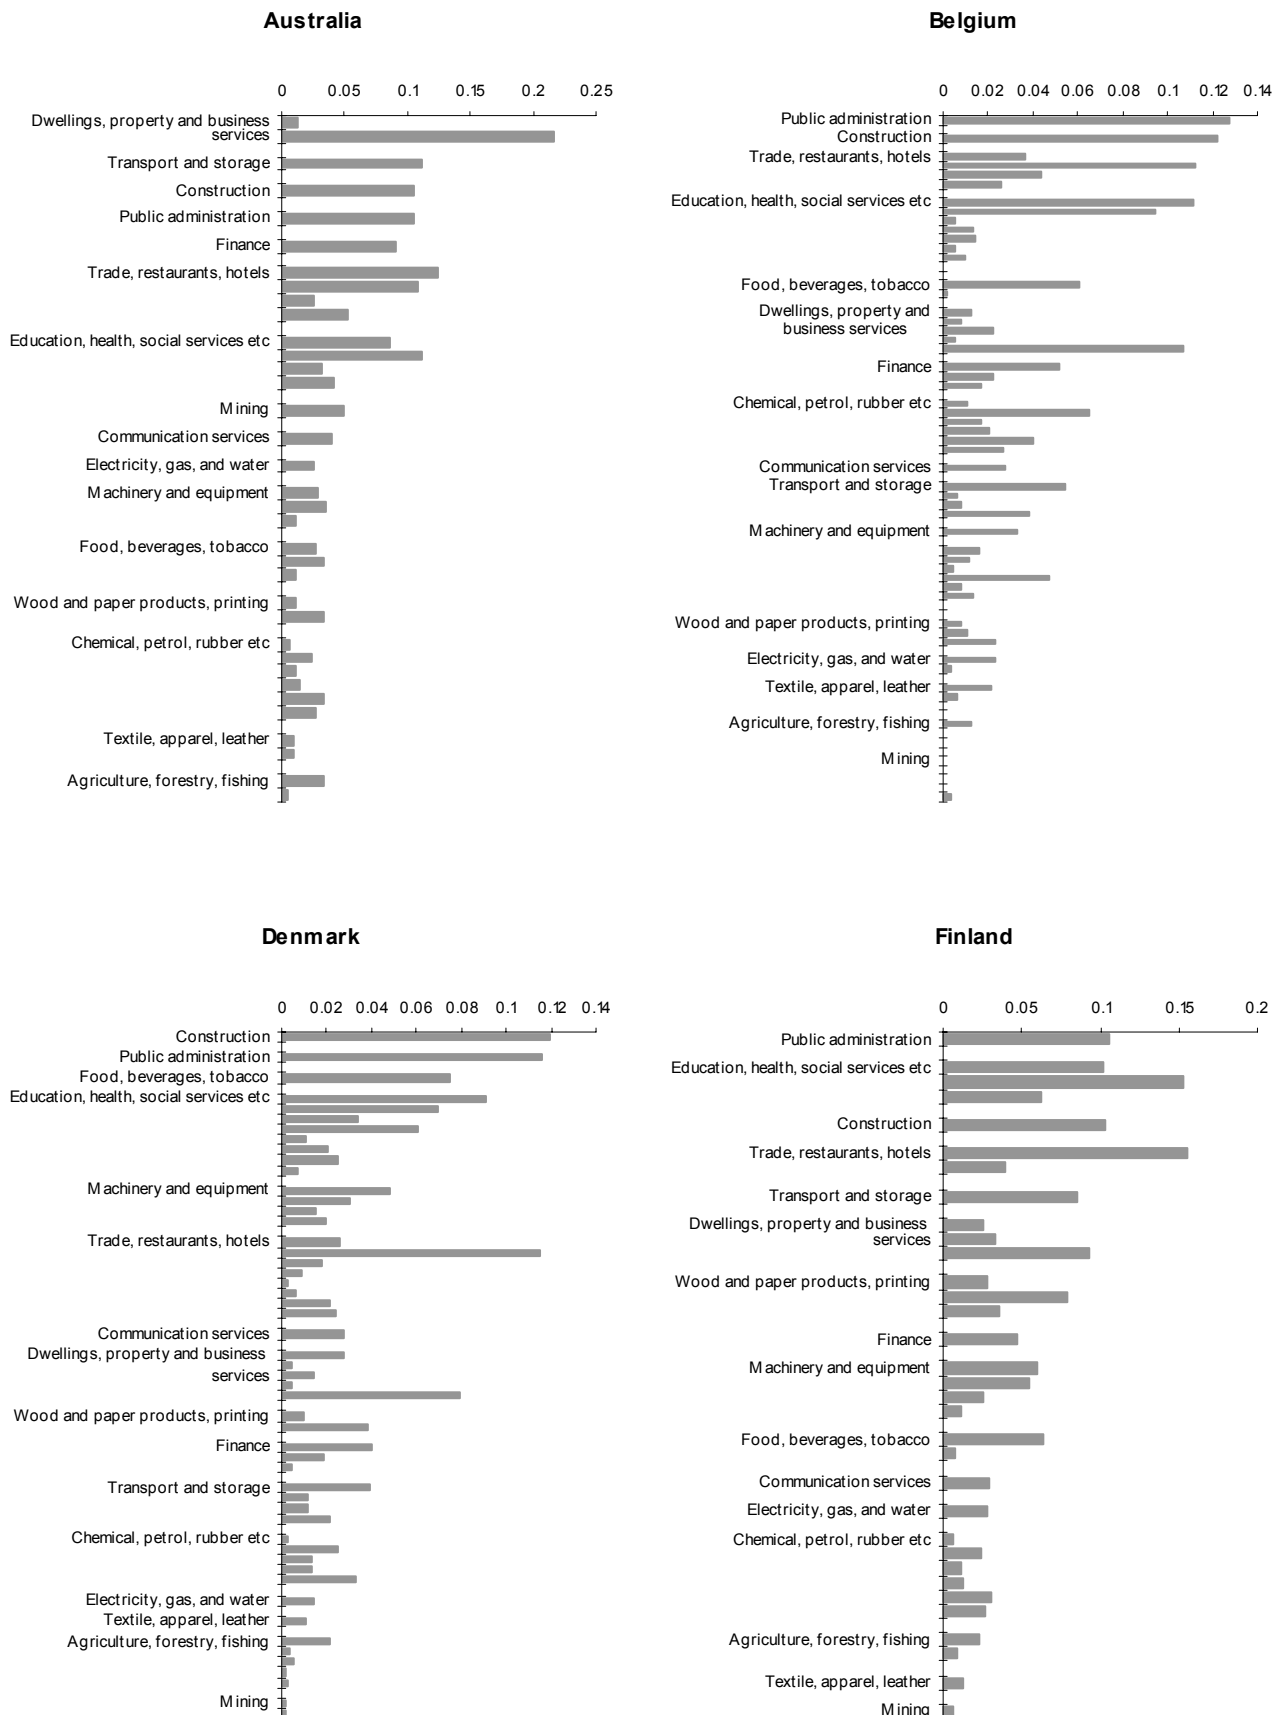 Australia
0 0.05 0.1 0.15 0.2 0.25
Dwellings, property and business
services
Transport and storage
Construction
Public administration
Finance
Trade, restaurants, hotels
Education, health, social services etc
Mining
Communication services
Electricity, gas, and water
Machinery and equipment
Food, beverages, tobacco
Wood and paper products, printing
Chemical, petrol, rubber etc
Textile, apparel, leather
Agriculture, forestry, fishing
Belgium
0 0.02 0.04 0.06 0.08 0.1 0.12 0.14
Public administration
Construction
Trade, restaurants, hotels
Education, health, social services etc
Food, beverages, tobacco
Dwellings, property and
business services
Finance
Chemical, petrol, rubber etc
Communication services
Transport and storage
Machinery and equipment
Wood and paper products, printing
Electricity, gas, and water
Textile, apparel, leather
Agriculture, forestry, fishing
Mining
Denmark
0 0.02 0.04 0.06 0.08 0.1 0.12 0.14
Construction
Public administration
Food, beverages, tobacco
Education, health, social services etc
Machinery and equipment
Trade, restaurants, hotels
Communication services
Dwellings, property and business
services
Wood and paper products, printing
Finance
Transport and storage
Chemical, petrol, rubber etc
Electricity, gas, and water
Textile, apparel, leather
Agriculture, forestry, fishing
Mining
Finland
0 0.05 0.1 0.15 0.2
Public administration
Education, health, social services etc
Construction
Trade, restaurants, hotels
Transport and storage
Dwellings, property and business
services
Wood and paper products, printing
Finance
Machinery and equipment
Food, beverages, tobacco
Communication services
Electricity, gas, and water
Chemical, petrol, rubber etc
Agriculture, forestry, fishing
Textile, apparel, leather
Mining